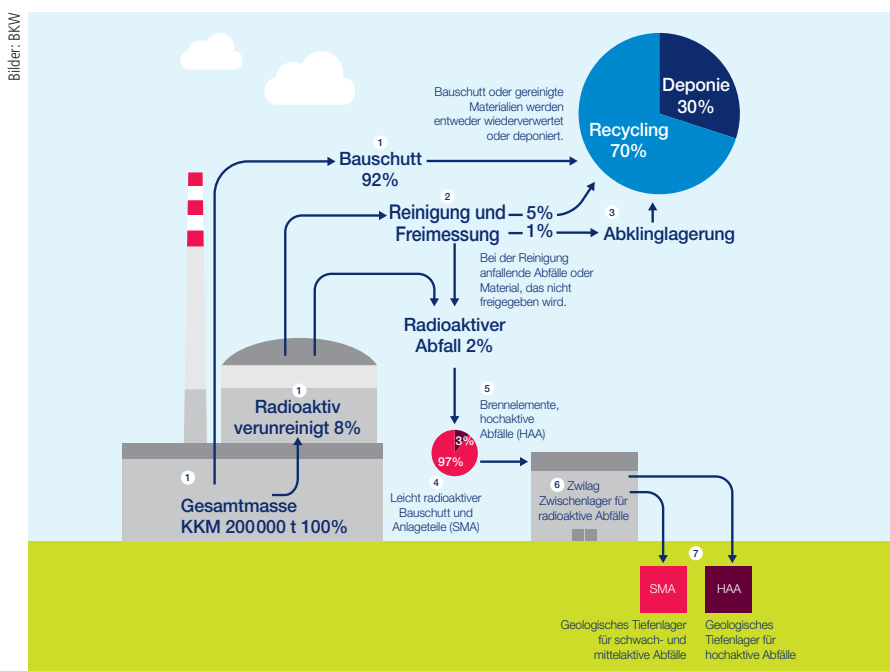 Bilder: BKW
Deponie
30%
Recycling
70%
Bauschutt oder gereinigte
Materialien werden
entweder wiederverwertet
oder deponiert.
1
Bauschutt
92%
2
Reinigung und
Freimessung
5%
1%
3
Abklinglagerung
Bei der Reinigung
anfallende Abfälle oder
Material, das nicht
freigegeben wird.
Radioaktiver
Abfall 2%
1
Radioaktiv
verunreinigt 8%
1
Gesamtmasse
KKM 200000 t 100%
5
Brennelemente,
hochaktive
Abfälle (HAA)
3%
97%
4
Leicht radioaktiver
Bauschutt und
Anlageteile (SMA)
6 Zwilag
Zwischenlager für
radioaktive Abfälle
7
SMA
HAA
Geologisches Tiefenlager
für schwach- und
mittelaktive Abfälle
Geologisches
Tiefenlager für
hochaktive Abfälle